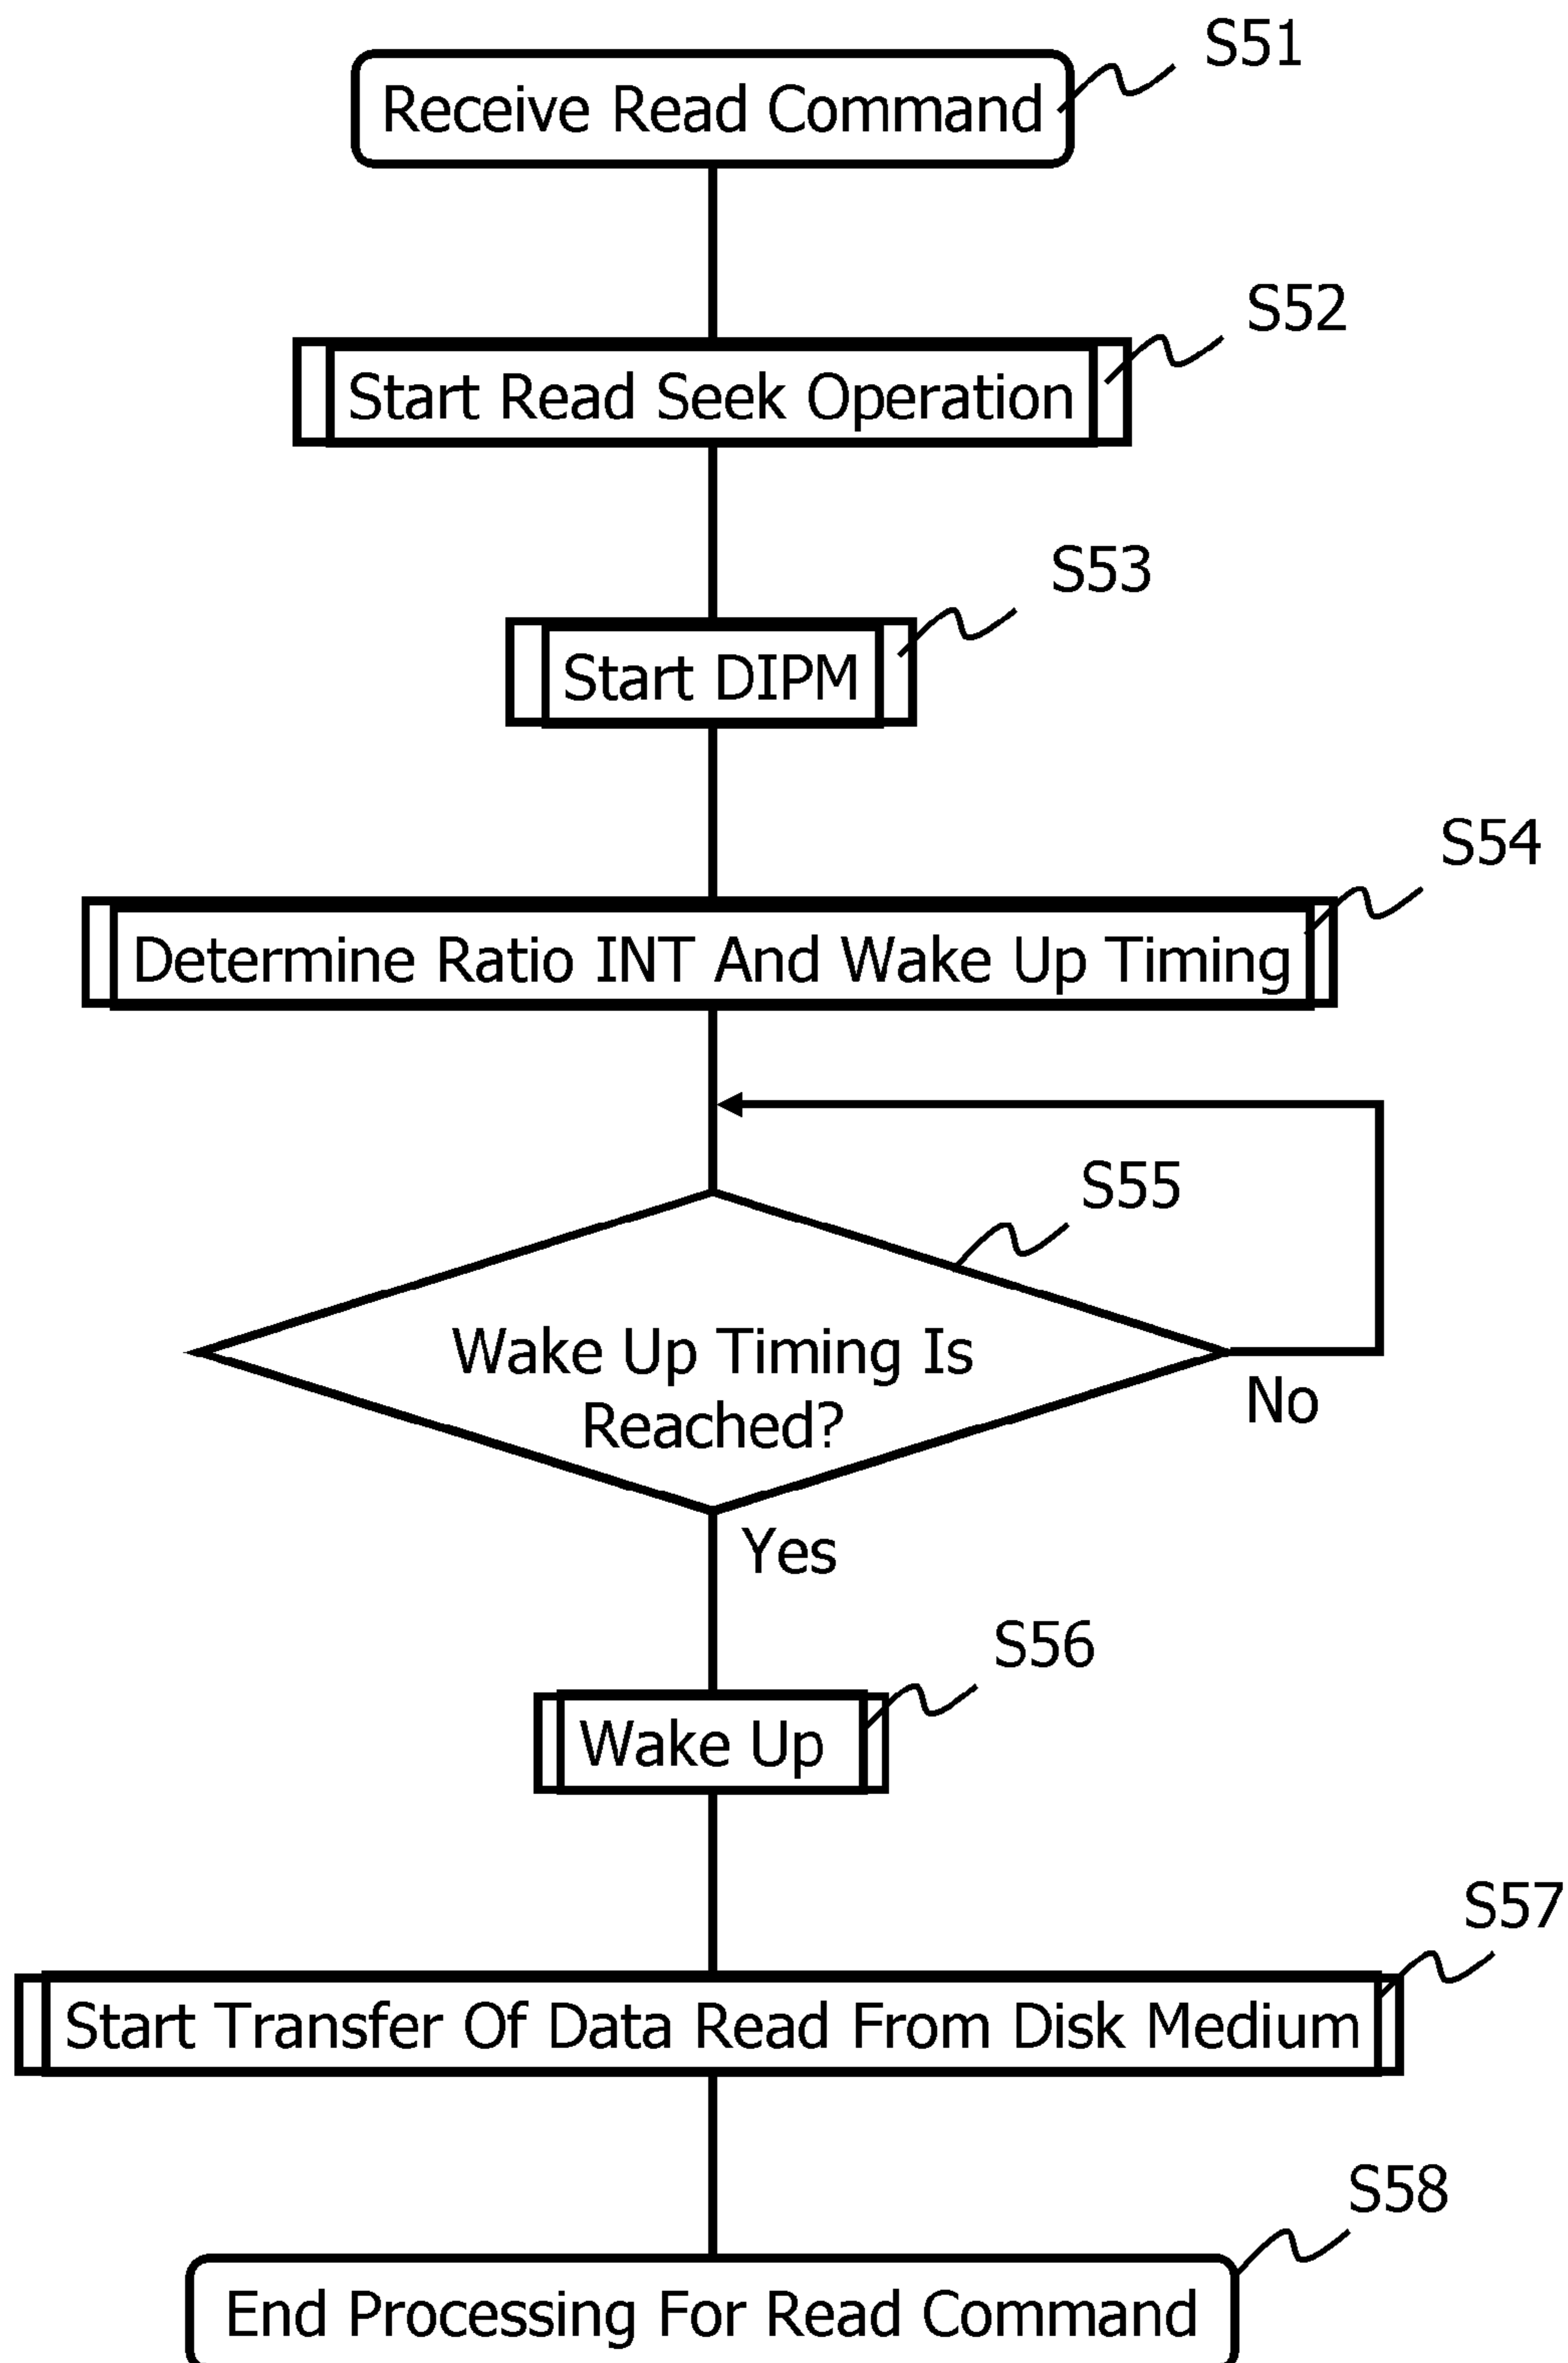 S51
Receive Read Command
S52
Start Read Seek Operation
S53
Start DIPM
S54
Determine Ratio INT And Wake Up Timing
S55
Wake Up Timing Is
Reached?
No
Yes
S56
Wake Up
S57
Start Transfer Of Data Read From Disk Medium
S58
End Processing For Read Command